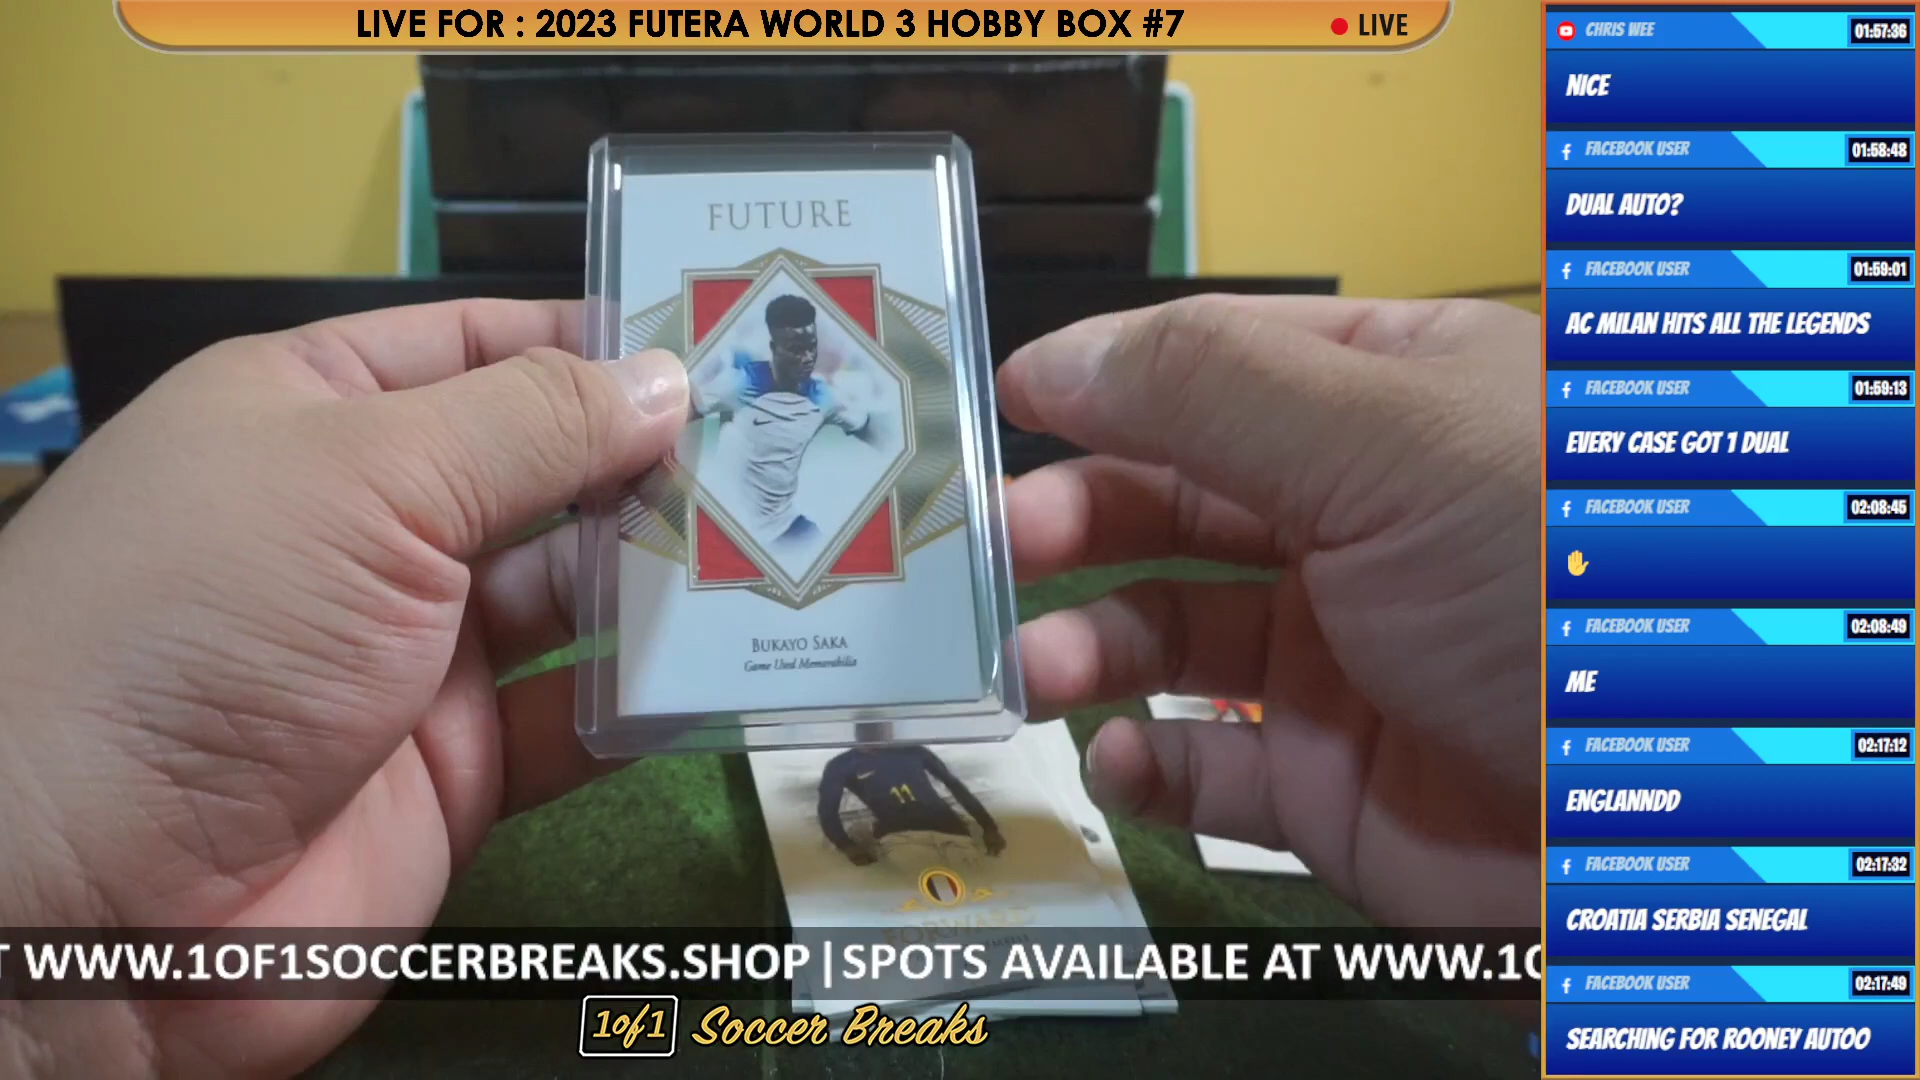 LIVE FOR : 2023 FUTERA WORLD 3 HOBBY BOX #7
LIVE
FUTURE
BUKAYO SAKA
Game Used Memorabilia
11
FORWARD
T WWW.1OF1SOCCERBREAKS.SHOP | SPOTS AVAILABLE AT WWW.1O
1of1 Soccer Breaks
CHRIS WEE 01:57:36
NICE
FACEBOOK USER 01:58:48
DUAL AUTO?
FACEBOOK USER 01:59:01
AC MILAN HITS ALL THE LEGENDS
FACEBOOK USER 01:59:13
EVERY CASE GOT 1 DUAL
FACEBOOK USER 02:08:45
✋
FACEBOOK USER 02:08:49
ME
FACEBOOK USER 02:17:12
ENGLANNDD
FACEBOOK USER 02:17:32
CROATIA SERBIA SENEGAL
FACEBOOK USER 02:17:49
SEARCHING FOR ROONEY AUTOO